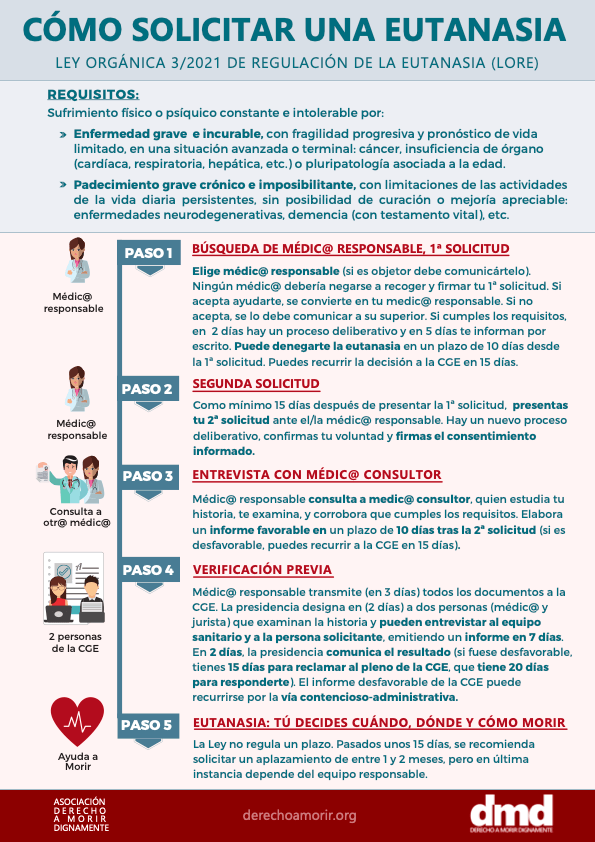 CÓMO SOLICITAR UNA EUTANASIA
LEY ORGÁNICA 3/2021 DE REGULACIÓN DE LA EUTANASIA (LORE)
REQUISITOS:
Sufrimiento físico o psíquico constante e intolerable por:
Enfermedad grave e incurable, con fragilidad progresiva y pronóstico de vida
limitado, en una situación avanzada o terminal: cáncer, insuficiencia de órgano
(cardíaca, respiratoria, hepática, etc.) o pluripatología asociada a la edad.
Padecimiento grave crónico e imposibilitante, con limitaciones de las actividades
de la vida diaria persistentes, sin posibilidad de curación o mejoría apreciable:
enfermedades neurodegenerativas, demencia (con testamento vital), etc.
Médic@
responsable
PASO 1
BÚSQUEDA DE MÉDIC@ RESPONSABLE, 1ª SOLICITUD
Elige médic@ responsable (si es objetor debe comunicártelo).
Ningún médic@ debería negarse a recoger y firmar tu 1ª solicitud. Si
acepta ayudarte, se convierte en tu medic@ responsable. Si no
acepta, se lo debe comunicar a su superior. Si cumples los requisitos,
en 2 días hay un proceso deliberativo y en 5 días te informan por
escrito. Puede denegarte la eutanasia en un plazo de 10 días desde
la 1ª solicitud. Puedes recurrir la decisión a la CGE en 15 días.
Médic@
responsable
PASO 2
SEGUNDA SOLICITUD
Como mínimo 15 días después de presentar la 1ª solicitud, presentas
tu 2ª solicitud ante el/la médic@ responsable. Hay un nuevo proceso
deliberativo, confirmas tu voluntad y firmas el consentimiento
informado.
Consulta a
otr@ médic@
PASO 3
ENTREVISTA CON MÉDIC@ CONSULTOR
Médic@ responsable consulta a medic@ consultor, quien estudia tu
historia, te examina, y corrobora que cumples los requisitos. Elabora
un informe favorable en un plazo de 10 días tras la 2ª solicitud (si es
desfavorable, puedes recurrir a la CGE en 15 días).
2 personas
de la CGE
PASO 4
VERIFICACIÓN PREVIA
Médic@ responsable transmite (en 3 días) todos los documentos a la
CGE. La presidencia designa en (2 días) a dos personas (médic@ y
jurista) que examinan la historia y pueden entrevistar al equipo
sanitario y a la persona solicitante, emitiendo un informe en 7 días.
En 2 días, la presidencia comunica el resultado (si fuese desfavorable,
tienes 15 días para reclamar al pleno de la CGE, que tiene 20 días
para responderte). El informe desfavorable de la CGE puede
recurrirse por la vía contencioso-administrativa.
Ayuda a
Morir
PASO 5
EUTANASIA: TÚ DECIDES CUÁNDO, DÓNDE Y CÓMO MORIR
La Ley no regula un plazo. Pasados unos 15 días, se recomienda
solicitar un aplazamiento de entre 1 y 2 meses, pero en última
instancia depende del equipo responsable.
ASOCIACIÓN
DERECHO
A MORIR
DIGNAMENTE
derechoamorir.org
dmd
DERECHO A MORIR DIGNAMENTE